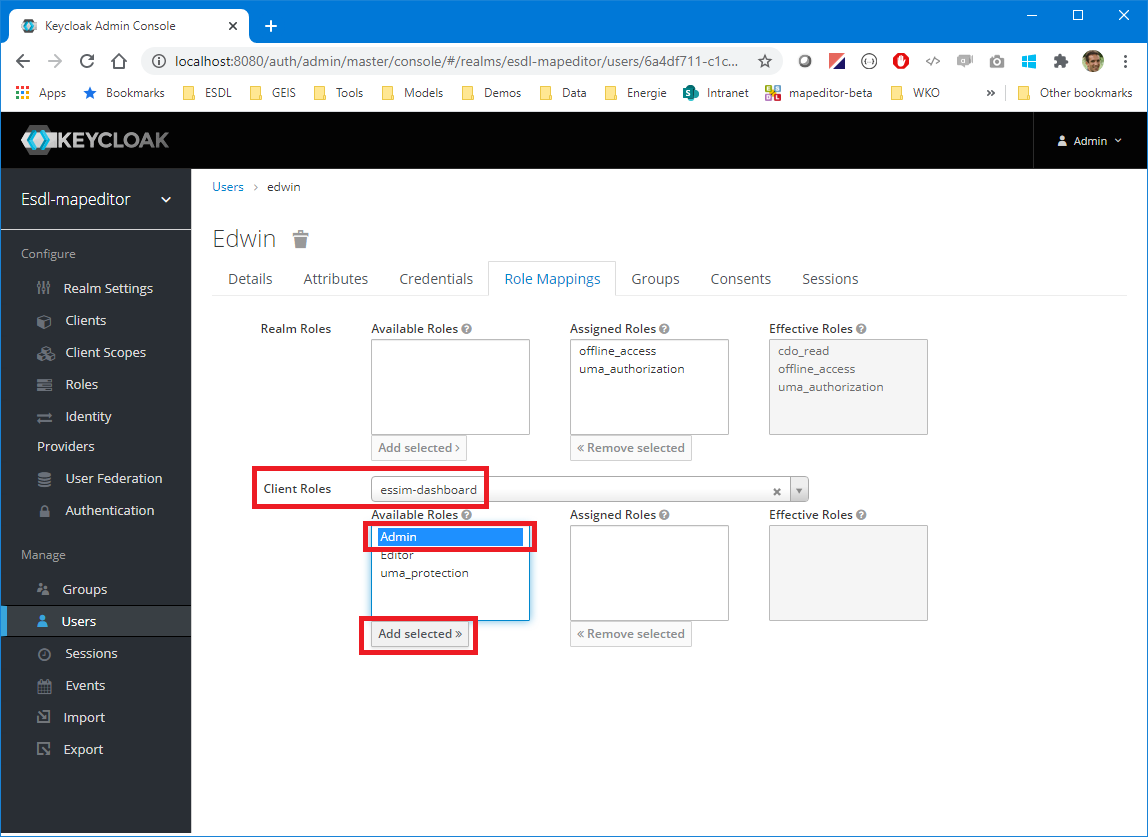 Keycloak Admin Console
localhost:8080/auth/admin/master/console/#/realms/esdl-mapeditor/users/6a4df711-c1c...
Apps Bookmarks ESDL GEIS Tools Models Demos Data Energie Intranet mapeditor-beta WKO » Other bookmarks
KEYCLOAK
Admin
Esdl-mapeditor
Configure
Realm Settings
Clients
Client Scopes
Roles
Identity
Providers
User Federation
Authentication
Manage
Groups
Users
Sessions
Events
Import
Export
Users > edwin
Edwin
Details Attributes Credentials Role Mappings Groups Consents Sessions
Realm Roles Available Roles Assigned Roles Effective Roles
offline_access
uma_authorization
cdo_read
offline_access
uma_authorization
Add selected › « Remove selected
Client Roles essim-dashboard
Available Roles Assigned Roles Effective Roles
Admin
Editor
uma_protection
Add selected » « Remove selected